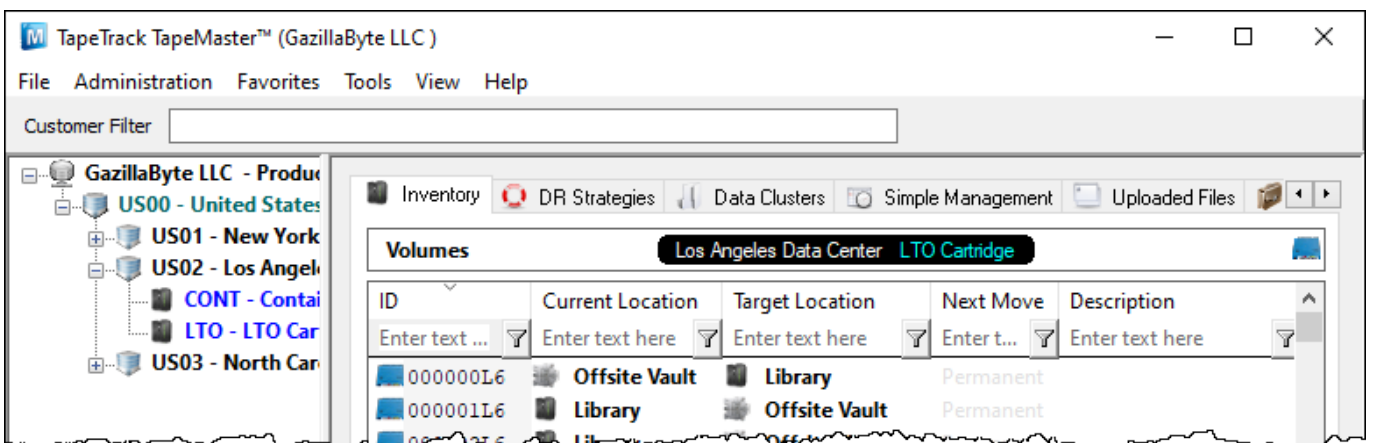 TapeTrack TapeMaster™ (GazillaByte LLC )
File Administration Favorites Tools View Help
Customer Filter
GazillaByte LLC - Produc
US00 - United States
US01 - New York
US02 - Los Angel
CONT - Contai
LTO - LTO Car
US03 - North Car
Inventory DR Strategies Data Clusters Simple Management Uploaded Files
Volumes Los Angeles Data Center LTO Cartridge
ID Current Location Target Location Next Move Description
Enter text ... Enter text here Enter text here Enter t... Enter text here
000000L6 Offsite Vault Library Permanent
000001L6 Library Offsite Vault Permanent